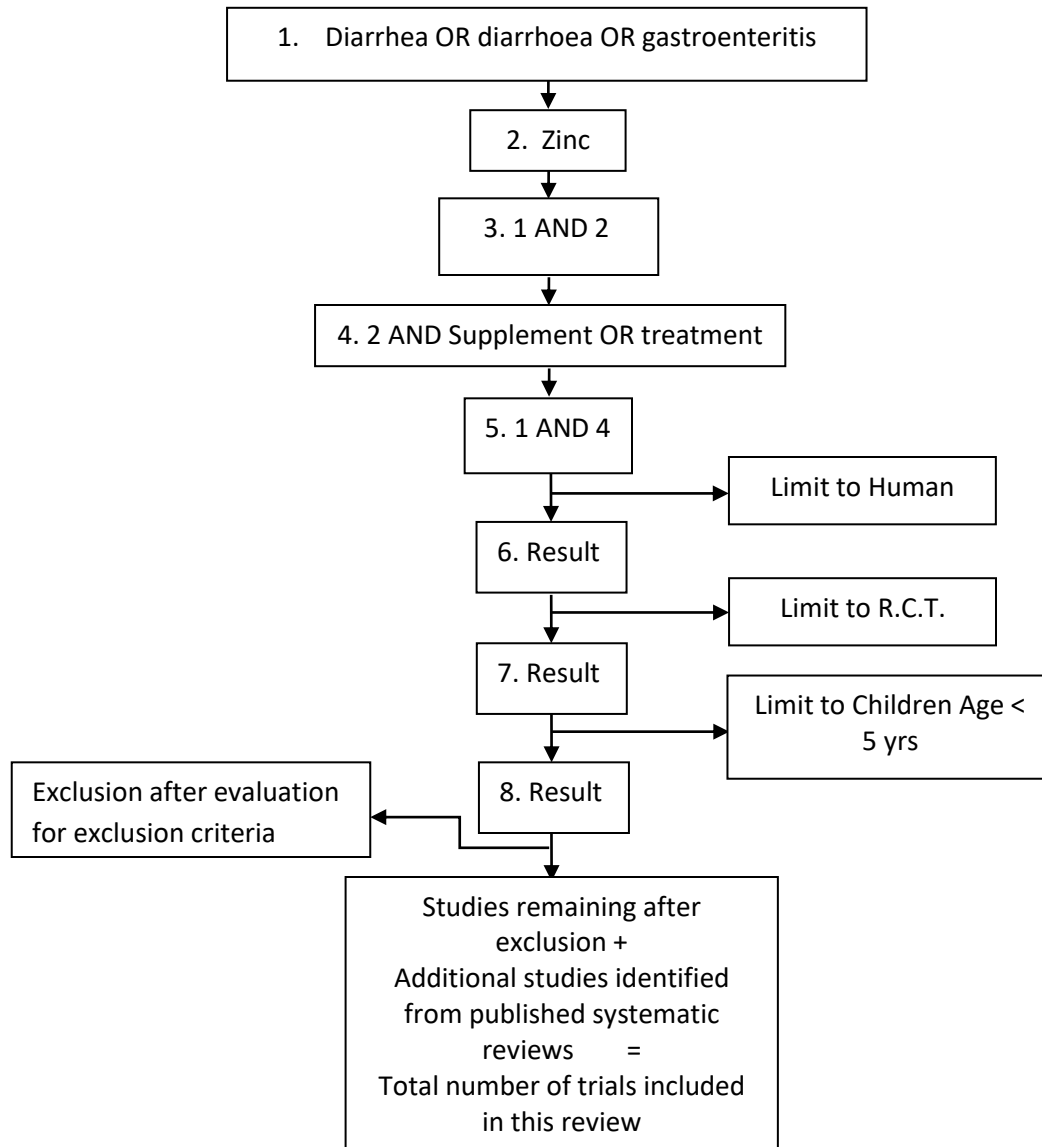 1. Diarrhea OR diarrhoea OR gastroenteritis
2. Zinc
3. 1 AND 2
4. 2 AND Supplement OR treatment
5. 1 AND 4
Limit to Human
6. Result
Limit to R.C.T.
7. Result
Limit to Children Age <
5 yrs
8. Result
Exclusion after evaluation
for exclusion criteria
Studies remaining after
exclusion +
Additional studies identified
from published systematic
reviews =
Total number of trials included
in this review